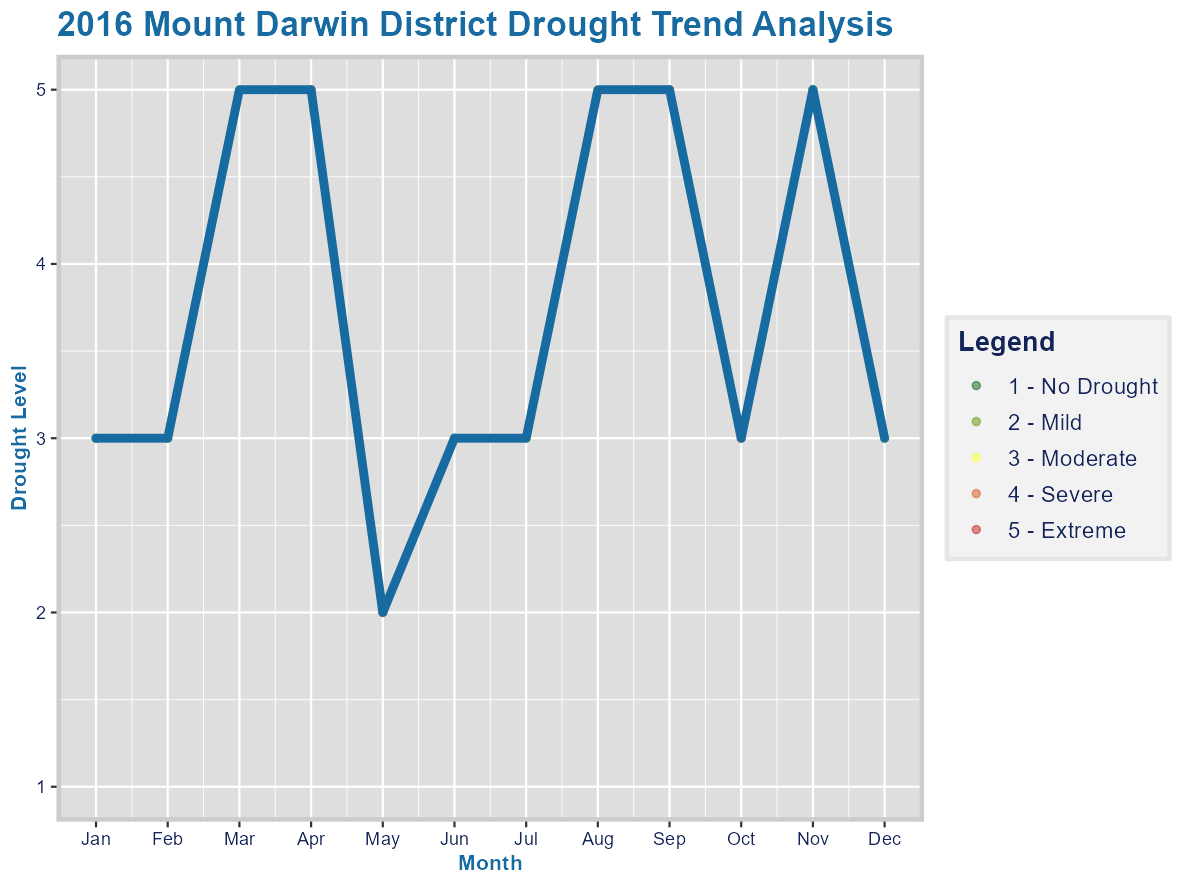 2016 Mount Darwin District Drought Trend Analysis
Drought Level
5
4
3
2
1
Jan Feb Mar Apr May Jun Jul Aug Sep Oct Nov Dec
Month
Legend
1 - No Drought
2 - Mild
3 - Moderate
4 - Severe
5 - Extreme